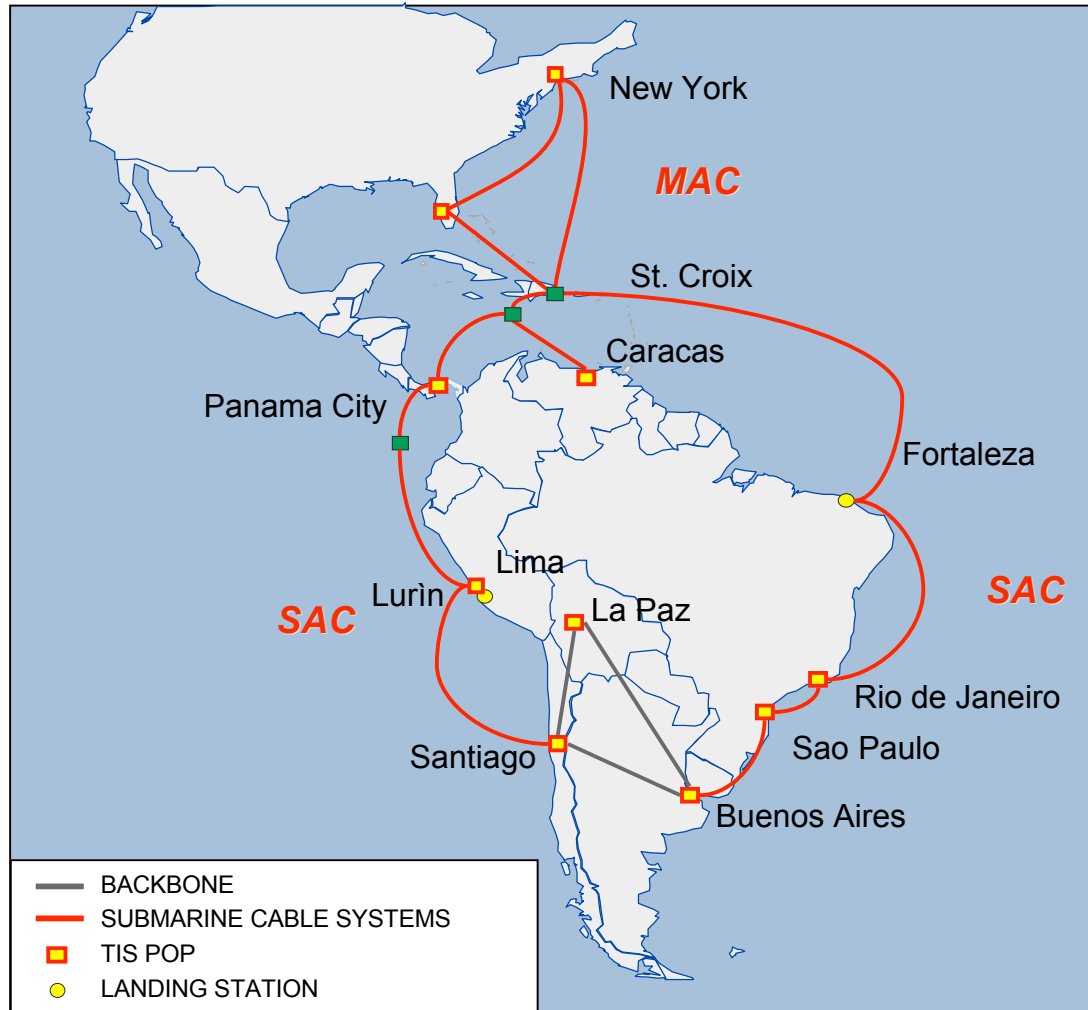 New York
MAC
St. Croix
Caracas
Panama City
Fortaleza
Lima
Lurìn
SAC
La Paz
SAC
Rio de Janeiro
Santiago
Sao Paulo
Buenos Aires
BACKBONE
SUBMARINE CABLE SYSTEMS
TIS POP
LANDING STATION